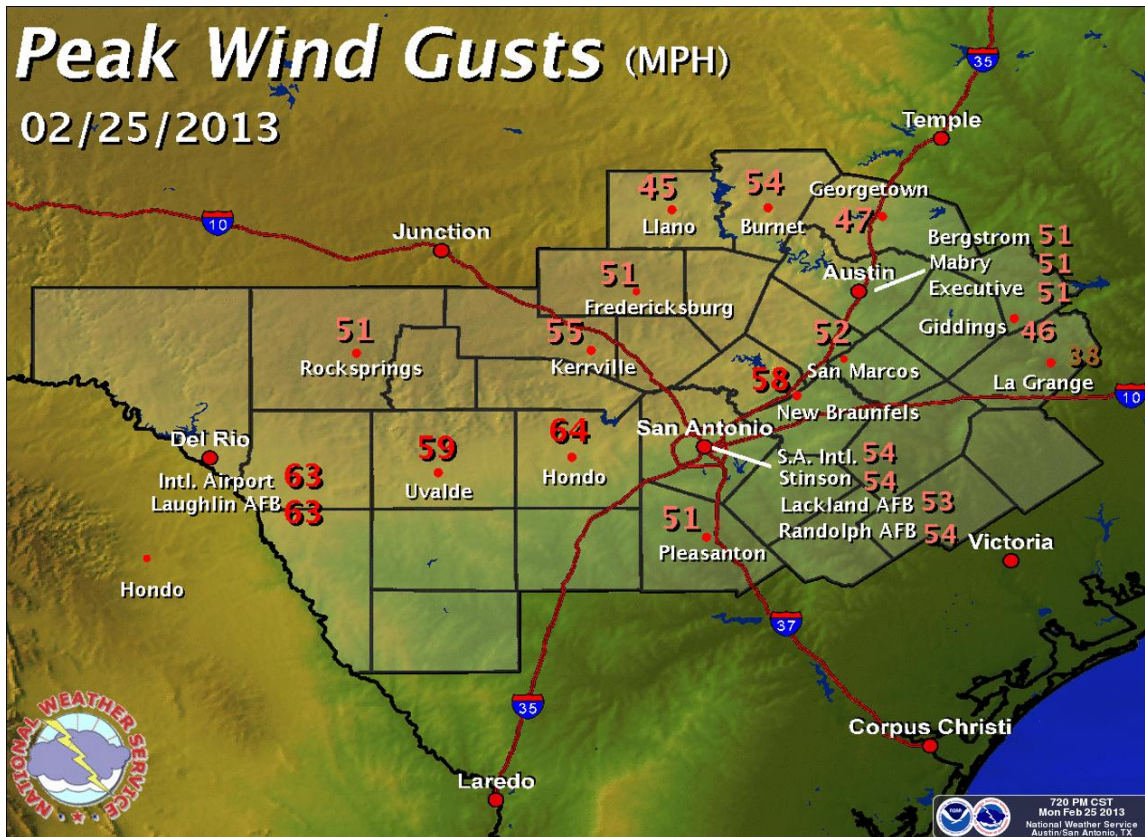 Peak Wind Gusts (MPH)
02/25/2013
35
Temple
10
Junction
45
Llano
54
Burnet
Georgetown
47
Bergstrom 51
Mabry 51
Executive 51
Austin
51
Fredericksburg
Giddings 46
51
Rocksprings
55
Kerrville
52
San Marcos
38
La Grange
58
New Braunfels
10
Del Rio
Intl. Airport 63
Laughlin AFB 63
59
Uvalde
64
Hondo
San Antonio
S.A. Intl. 54
Stinson 54
Lackland AFB 53
Randolph AFB 54
51
Pleasanton
Victoria
Hondo
37
35
Corpus Christi
Laredo
NATIONAL WEATHER SERVICE
NOAA
720 PM CST
Mon Feb 25 2013
National Weather Service
Austin/San Antonio, TX